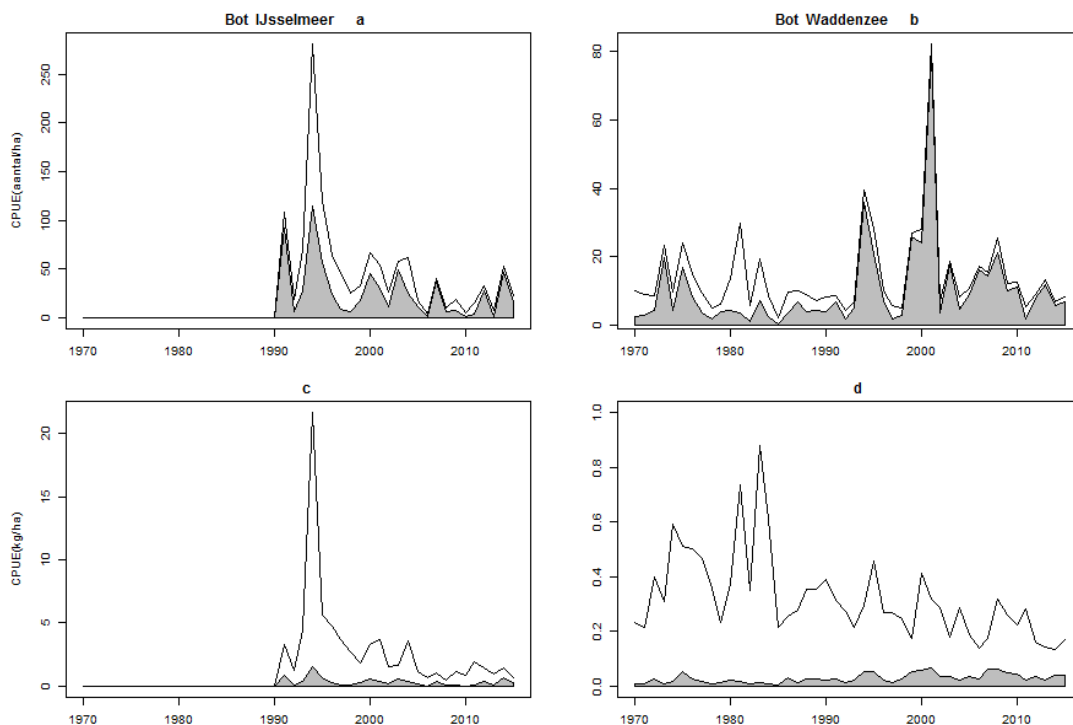 Bot IJsselmeer a
Bot Waddenzee b
CPUE(aantal/ha)
250
200
150
100
50
0
1970 1980 1990 2000 2010
80
60
40
20
0
1970 1980 1990 2000 2010
c
d
CPUE(kg/ha)
20
15
10
5
0
1970 1980 1990 2000 2010
1.0
0.8
0.6
0.4
0.2
0.0
1970 1980 1990 2000 2010